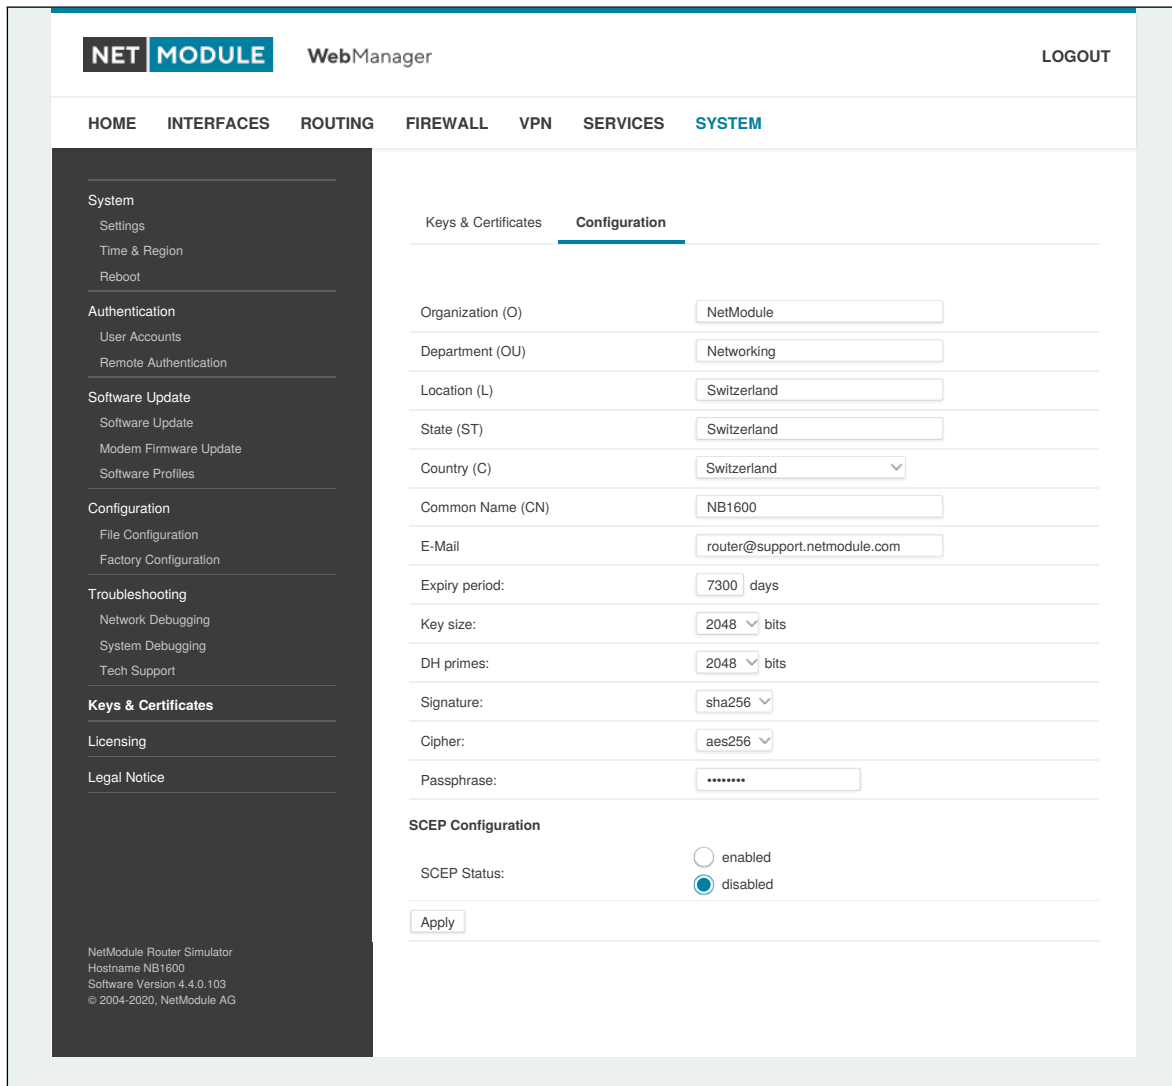 NET MODULE WebManager LOGOUT
HOME INTERFACES ROUTING FIREWALL VPN SERVICES SYSTEM
System
Settings
Time & Region
Reboot
Authentication
User Accounts
Remote Authentication
Software Update
Software Update
Modem Firmware Update
Software Profiles
Configuration
File Configuration
Factory Configuration
Troubleshooting
Network Debugging
System Debugging
Tech Support
Keys & Certificates
Licensing
Legal Notice
NetModule Router Simulator
Hostname NB1600
Software Version 4.4.0.103
© 2004-2020, NetModule AG
Keys & Certificates Configuration
Organization (O) NetModule
Department (OU) Networking
Location (L) Switzerland
State (ST) Switzerland
Country (C) Switzerland
Common Name (CN) NB1600
E-Mail router@support.netmodule.com
Expiry period: 7300 days
Key size: 2048 bits
DH primes: 2048 bits
Signature: sha256
Cipher: aes256
Passphrase: ••••••••
SCEP Configuration
SCEP Status: enabled
disabled
Apply